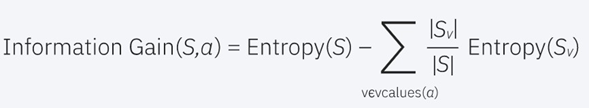 Information Gain(S,a) = Entropy(S) – ∑ |Sᵥ|/|S| Entropy(Sᵥ)
vϵvcalues(a)